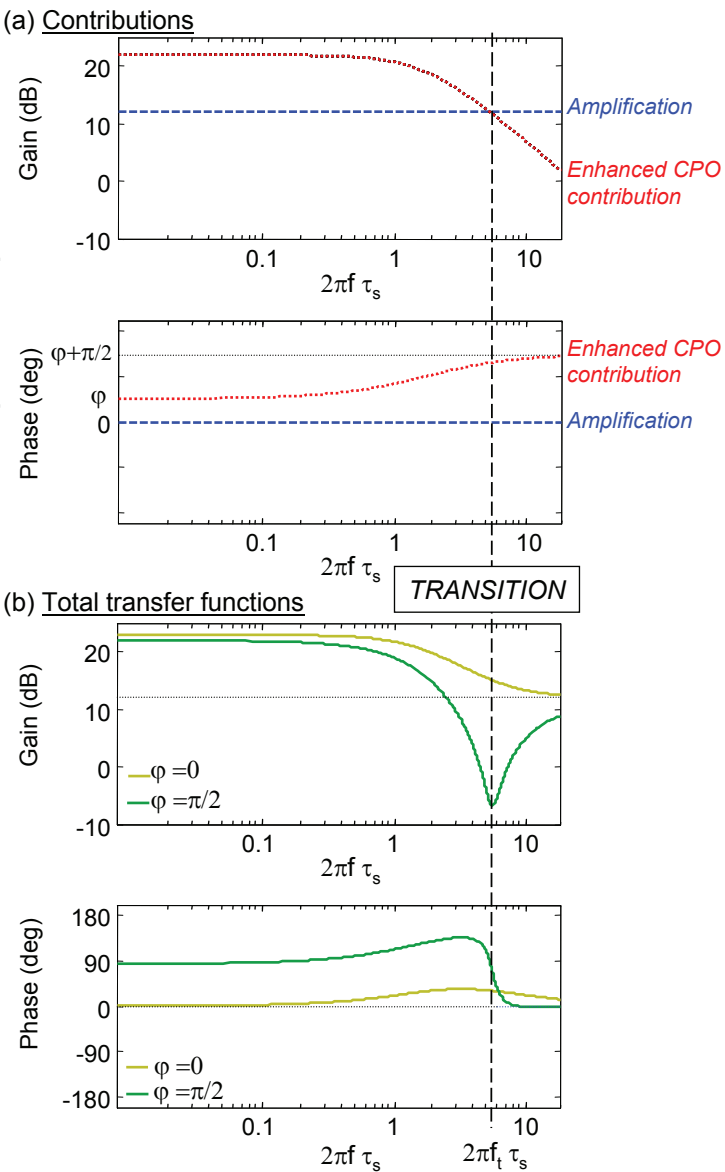 (a) Contributions
Gain (dB)
20
10
0
-10
0.1
1
10
2πf τs
Amplification
Enhanced CPO
contribution
Phase (deg)
φ+π/2
φ
0
0.1
1
10
2πf τs
Enhanced CPO
contribution
Amplification
TRANSITION
(b) Total transfer functions
Gain (dB)
20
10
0
-10
φ =0
φ =π/2
0.1
1
10
2πf τs
Phase (deg)
180
90
0
-90
-180
φ =0
φ =π/2
0.1
1
10
2πf τs
2πft τs